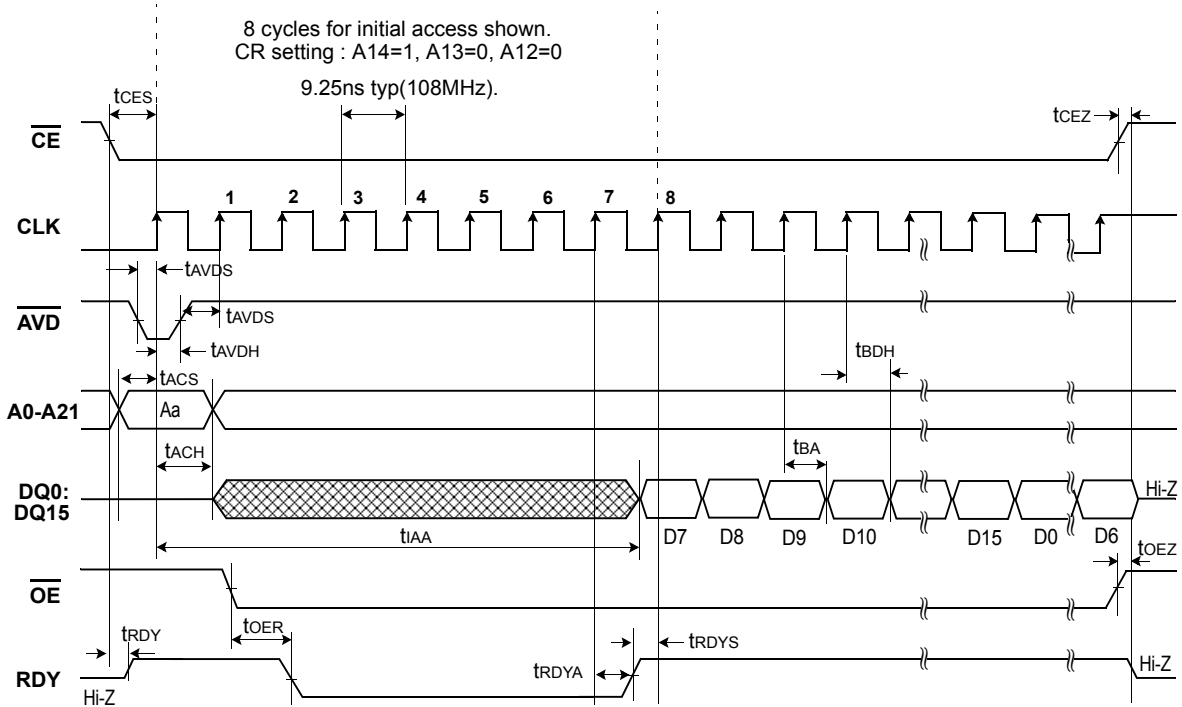 8 cycles for initial access shown.
CR setting : A14=1, A13=0, A12=0
9.25ns typ(108MHz).
tCES
tCEZ
CE
1 2 3 4 5 6 7 8
CLK
tAVDS
AVD
tAVDS
tAVDH
tBDH
tACS
A0-A21
Aa
tACH
tBA
DQ0:
DQ15
Hi-Z
tIAA
D7 D8 D9 D10 D15 D0 D6
tOEZ
OE
tRDY
tOER
tRDYS
RDY
tRDYA
Hi-Z
Hi-Z